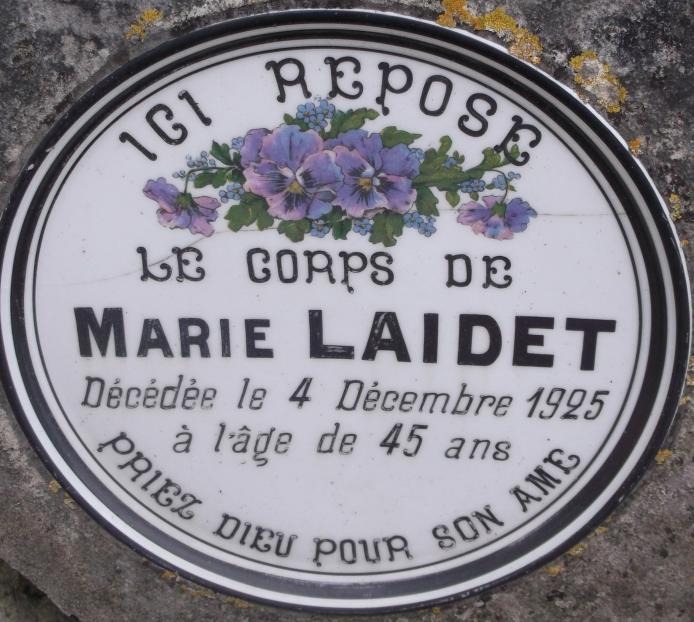 ICI REPOSE
LE CORPS DE
MARIE LAIDET
Décédée le 4 Décembre 1925
à l'âge de 45 ans
PRIEZ DIEU POUR SON AME